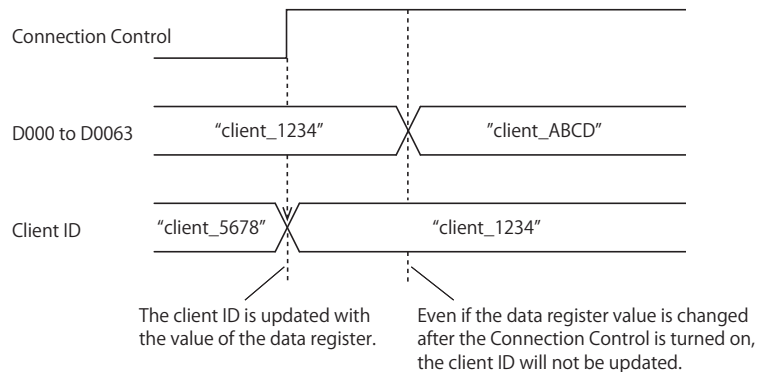 Connection Control
D000 to D0063
“client_1234”
”client_ABCD”
Client ID
“client_5678”
“client_1234”
The client ID is updated with
the value of the data register.
Even if the data register value is changed
after the Connection Control is turned on,
the client ID will not be updated.